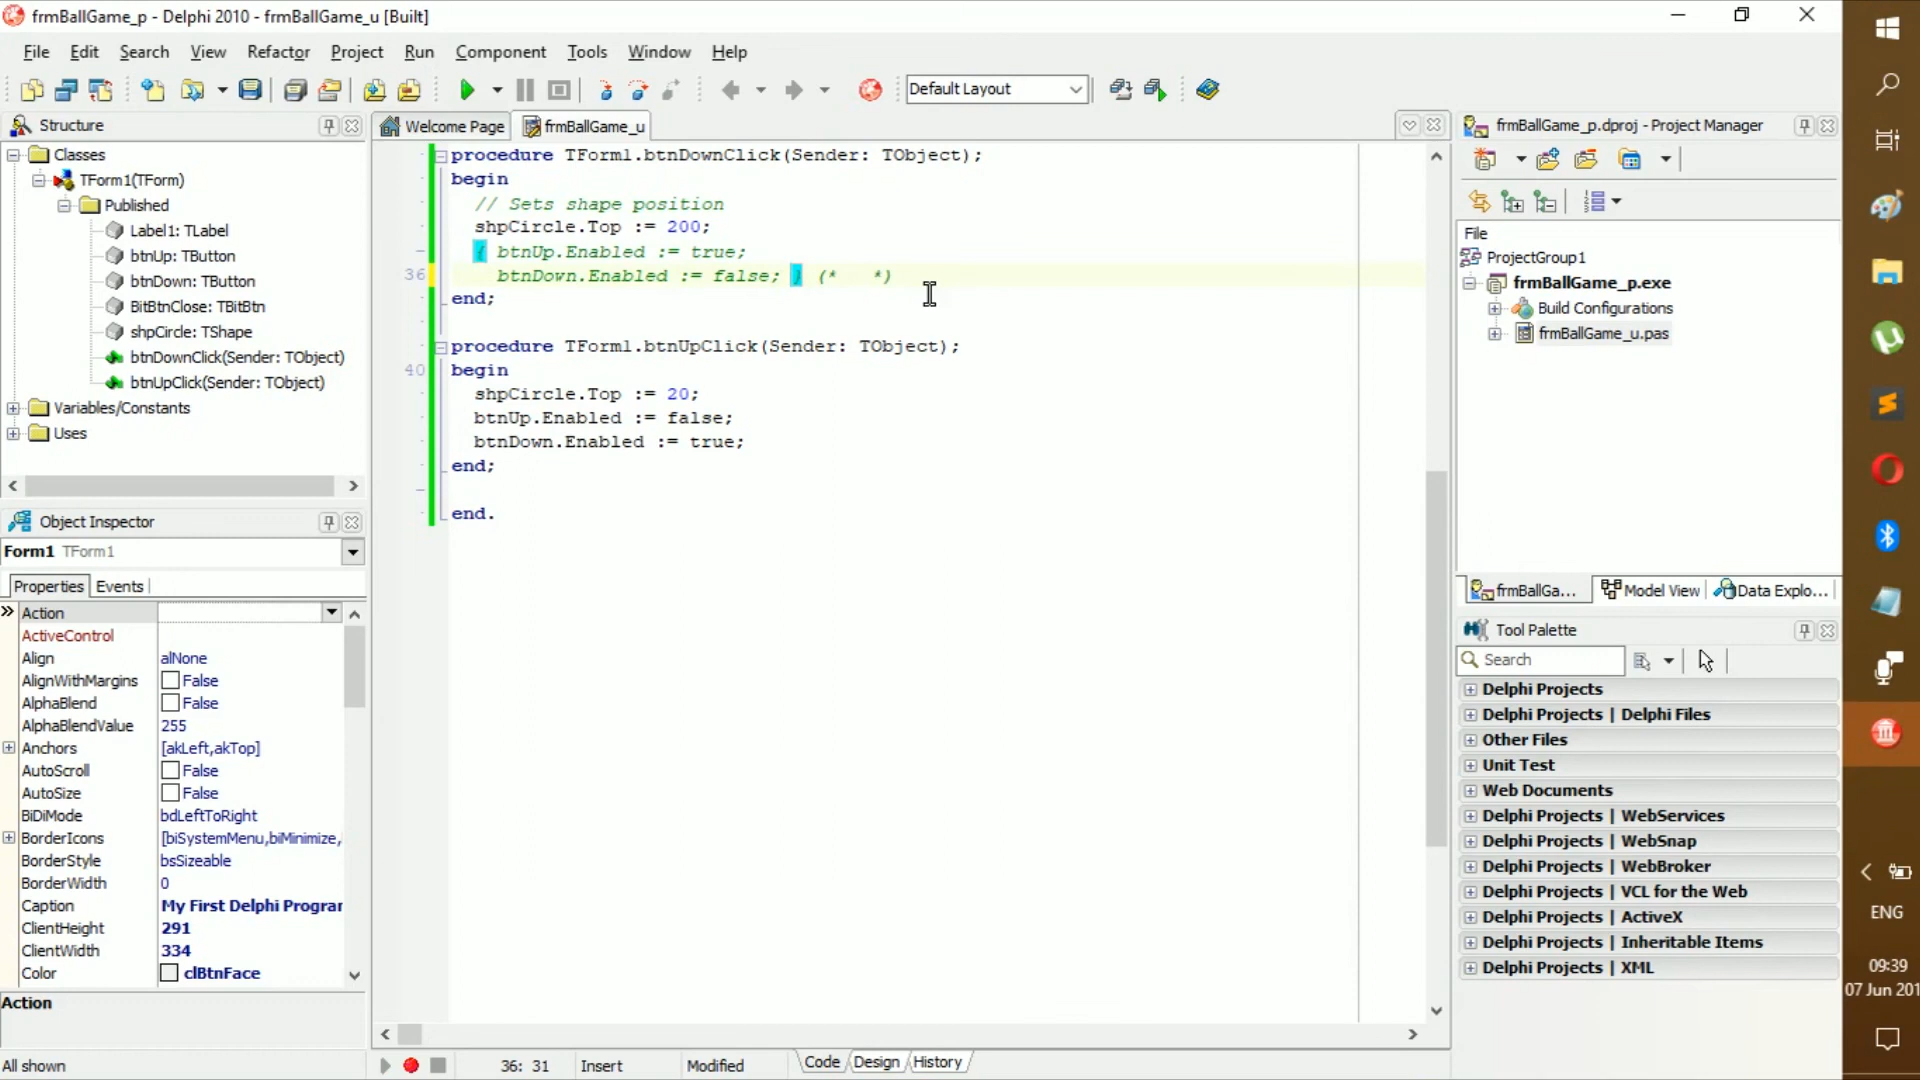 frmBallGame_p - Delphi 2010 - frmBallGame_u [Built]
File Edit Search View Refactor Project Run Component Tools Window Help
Default Layout
Structure
Classes
TForm1(TForm)
Published
Label1: TLabel
btnUp: TButton
btnDown: TButton
BitBtnClose: TBitBtn
shpCircle: TShape
btnDownClick(Sender: TObject)
btnUpClick(Sender: TObject)
Variables/Constants
Uses
Object Inspector
Form1 TForm1
Properties Events
Action
ActiveControl
Align alNone
AlignWithMargins False
AlphaBlend False
AlphaBlendValue 255
Anchors [akLeft,akTop]
AutoScroll False
AutoSize False
BiDiMode bdLeftToRight
BorderIcons [biSystemMenu,biMinimize,
BorderStyle bsSizeable
BorderWidth 0
Caption My First Delphi Prograr
ClientHeight 291
ClientWidth 334
Color clBtnFace
Action
All shown
Welcome Page frmBallGame_u
procedure TForm1.btnDownClick(Sender: TObject);
begin
// Sets shape position
shpCircle.Top := 200;
{ btnUp.Enabled := true;
36 btnDown.Enabled := false; } (* *)
end;
procedure TForm1.btnUpClick(Sender: TObject);
40 begin
shpCircle.Top := 20;
btnUp.Enabled := false;
btnDown.Enabled := true;
end;
end.
36: 31 Insert Modified Code Design History
frmBallGame_p.dproj - Project Manager
File
ProjectGroup1
frmBallGame_p.exe
Build Configurations
frmBallGame_u.pas
frmBallGa... Model View Data Explo...
Tool Palette
Search
Delphi Projects
Delphi Projects | Delphi Files
Other Files
Unit Test
Web Documents
Delphi Projects | WebServices
Delphi Projects | WebSnap
Delphi Projects | WebBroker
Delphi Projects | VCL for the Web
Delphi Projects | ActiveX
Delphi Projects | Inheritable Items
Delphi Projects | XML
ENG
09:39
07 Jun 201